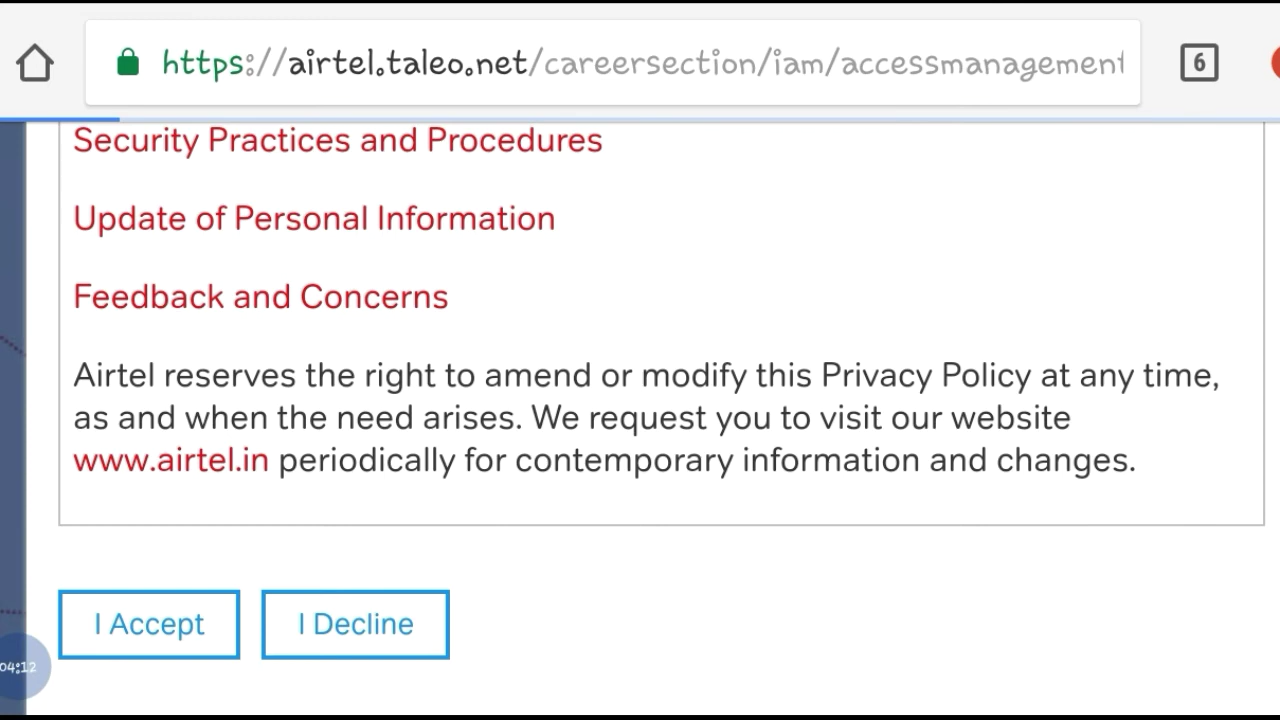 https://airtel.taleo.net/careersection/iam/accessmanagement
6
Security Practices and Procedures
Update of Personal Information
Feedback and Concerns
Airtel reserves the right to amend or modify this Privacy Policy at any time,
as and when the need arises. We request you to visit our website
www.airtel.in periodically for contemporary information and changes.
I Accept
I Decline
04:12